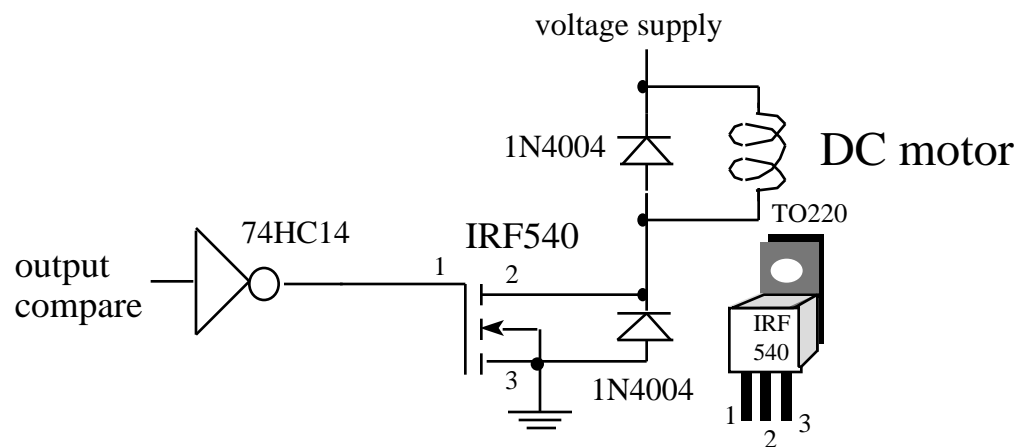 voltage supply
1N4004
DC motor
TO220
74HC14
IRF540
output
compare
1
2
3
1N4004
IRF
540
1
2
3